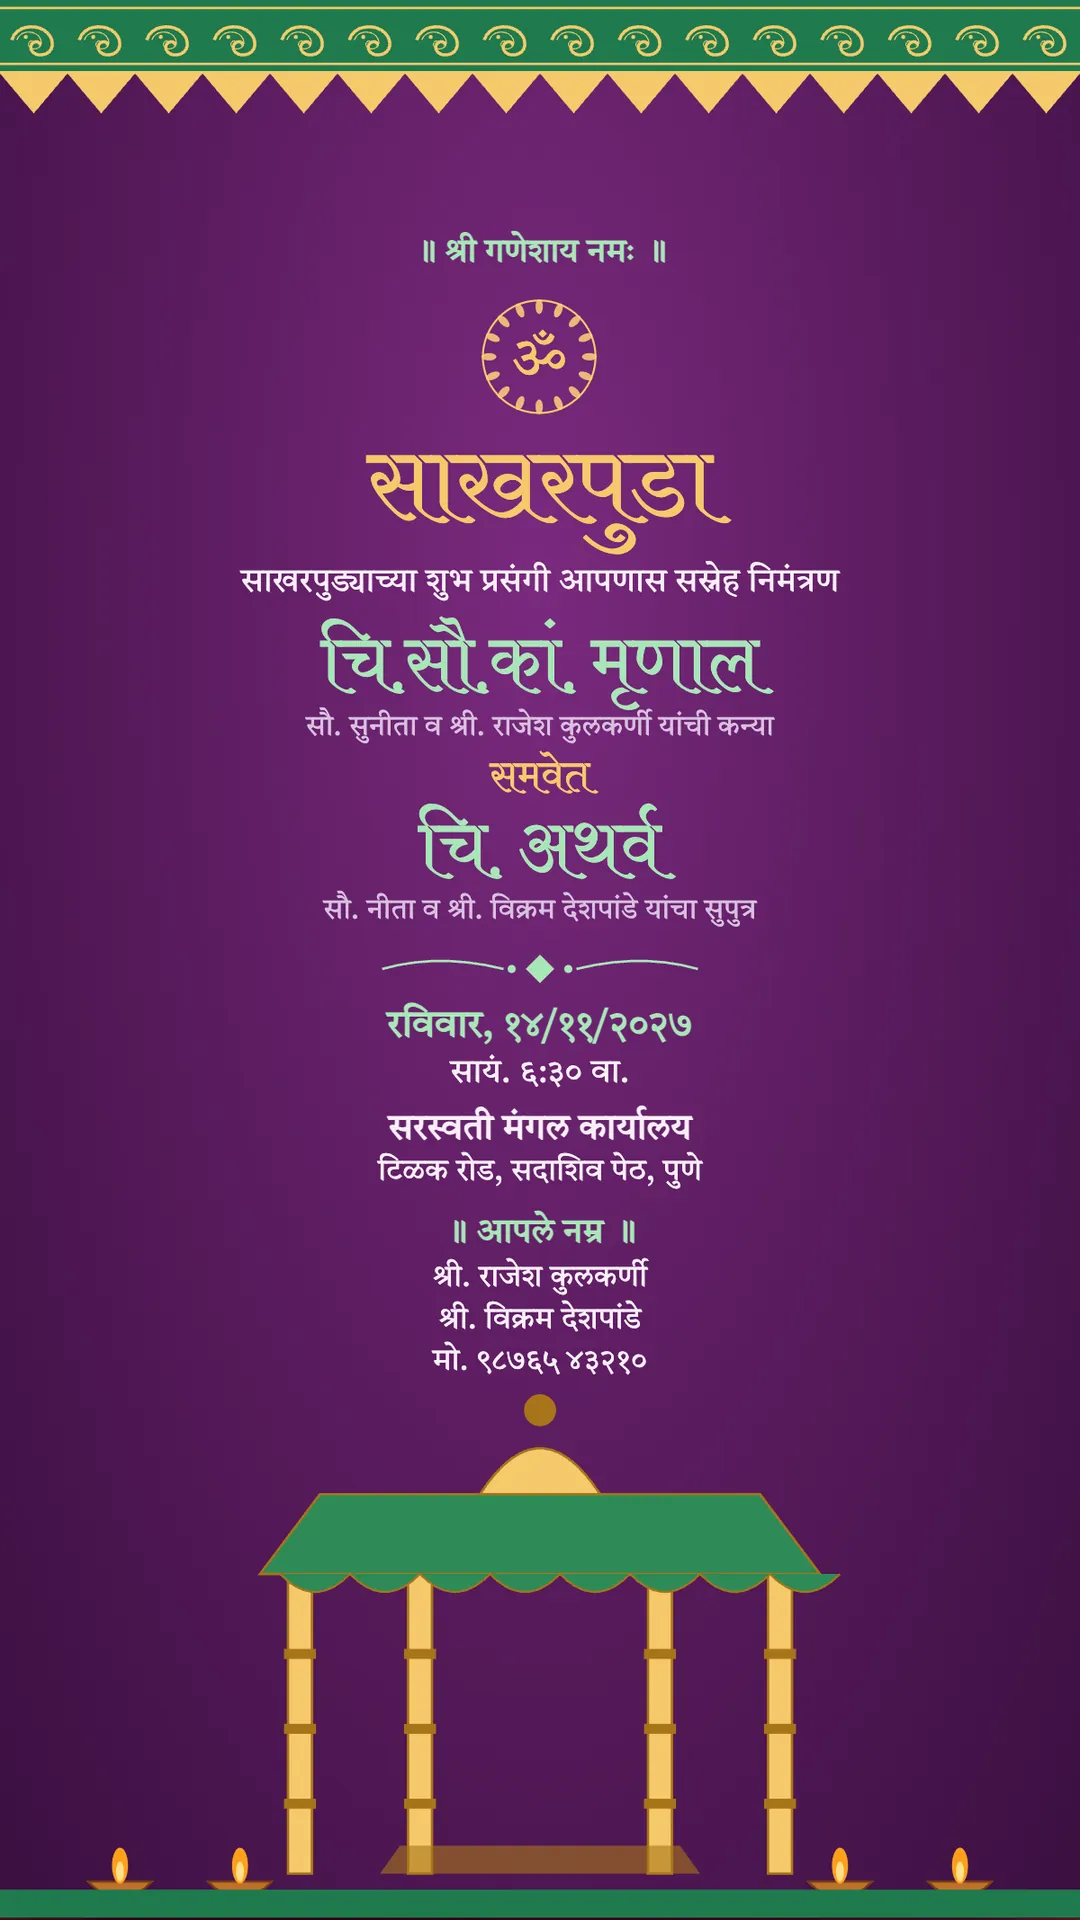 ॥ श्री गणेशाय नमः ॥
ॐ
साखरपुडा
साखरपुड्याच्या शुभ प्रसंगी आपणास सस्नेह निमंत्रण
चि.सौ.कां. मृणाल
सौ. सुनीता व श्री. राजेश कुलकर्णी यांची कन्या
समवेत
चि. अथर्व
सौ. नीता व श्री. विक्रम देशपांडे यांचा सुपुत्र
रविवार, १४/११/२०२७
सायं. ६:३० वा.
सरस्वती मंगल कार्यालय
टिळक रोड, सदाशिव पेठ, पुणे
॥ आपले नम्र ॥
श्री. राजेश कुलकर्णी
श्री. विक्रम देशपांडे
मो. ९८७६५ ४३२१०